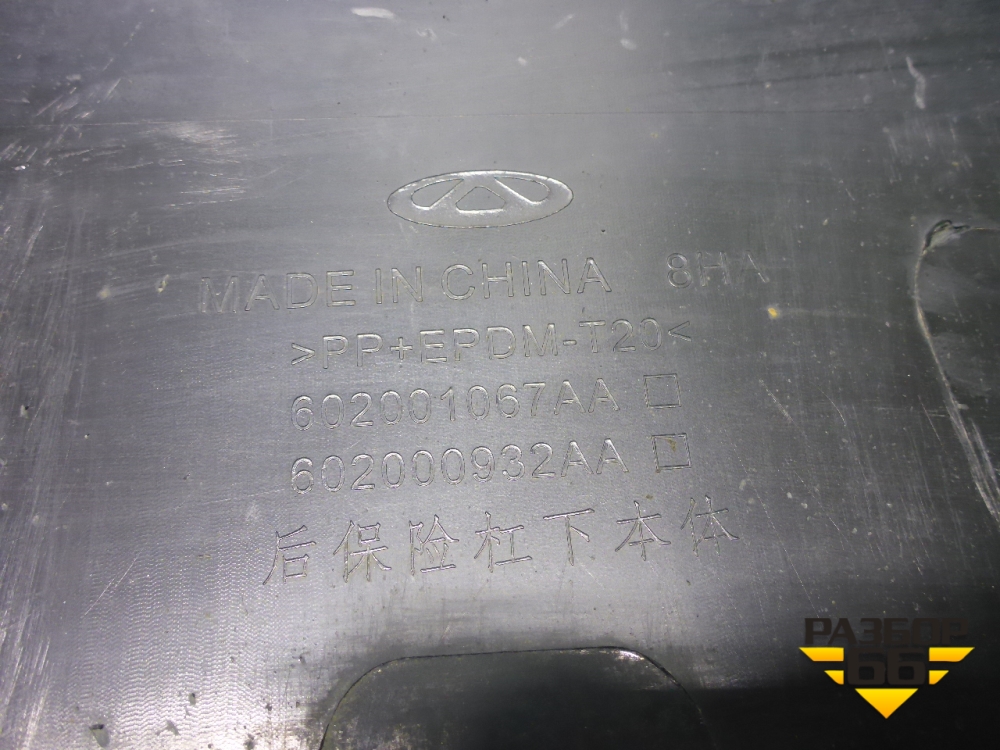 MADE IN CHINA 8HA
>PP+EPDM-T20<
602001067AA
602000932AA
后保险杠下本体
РАЗБОР
66